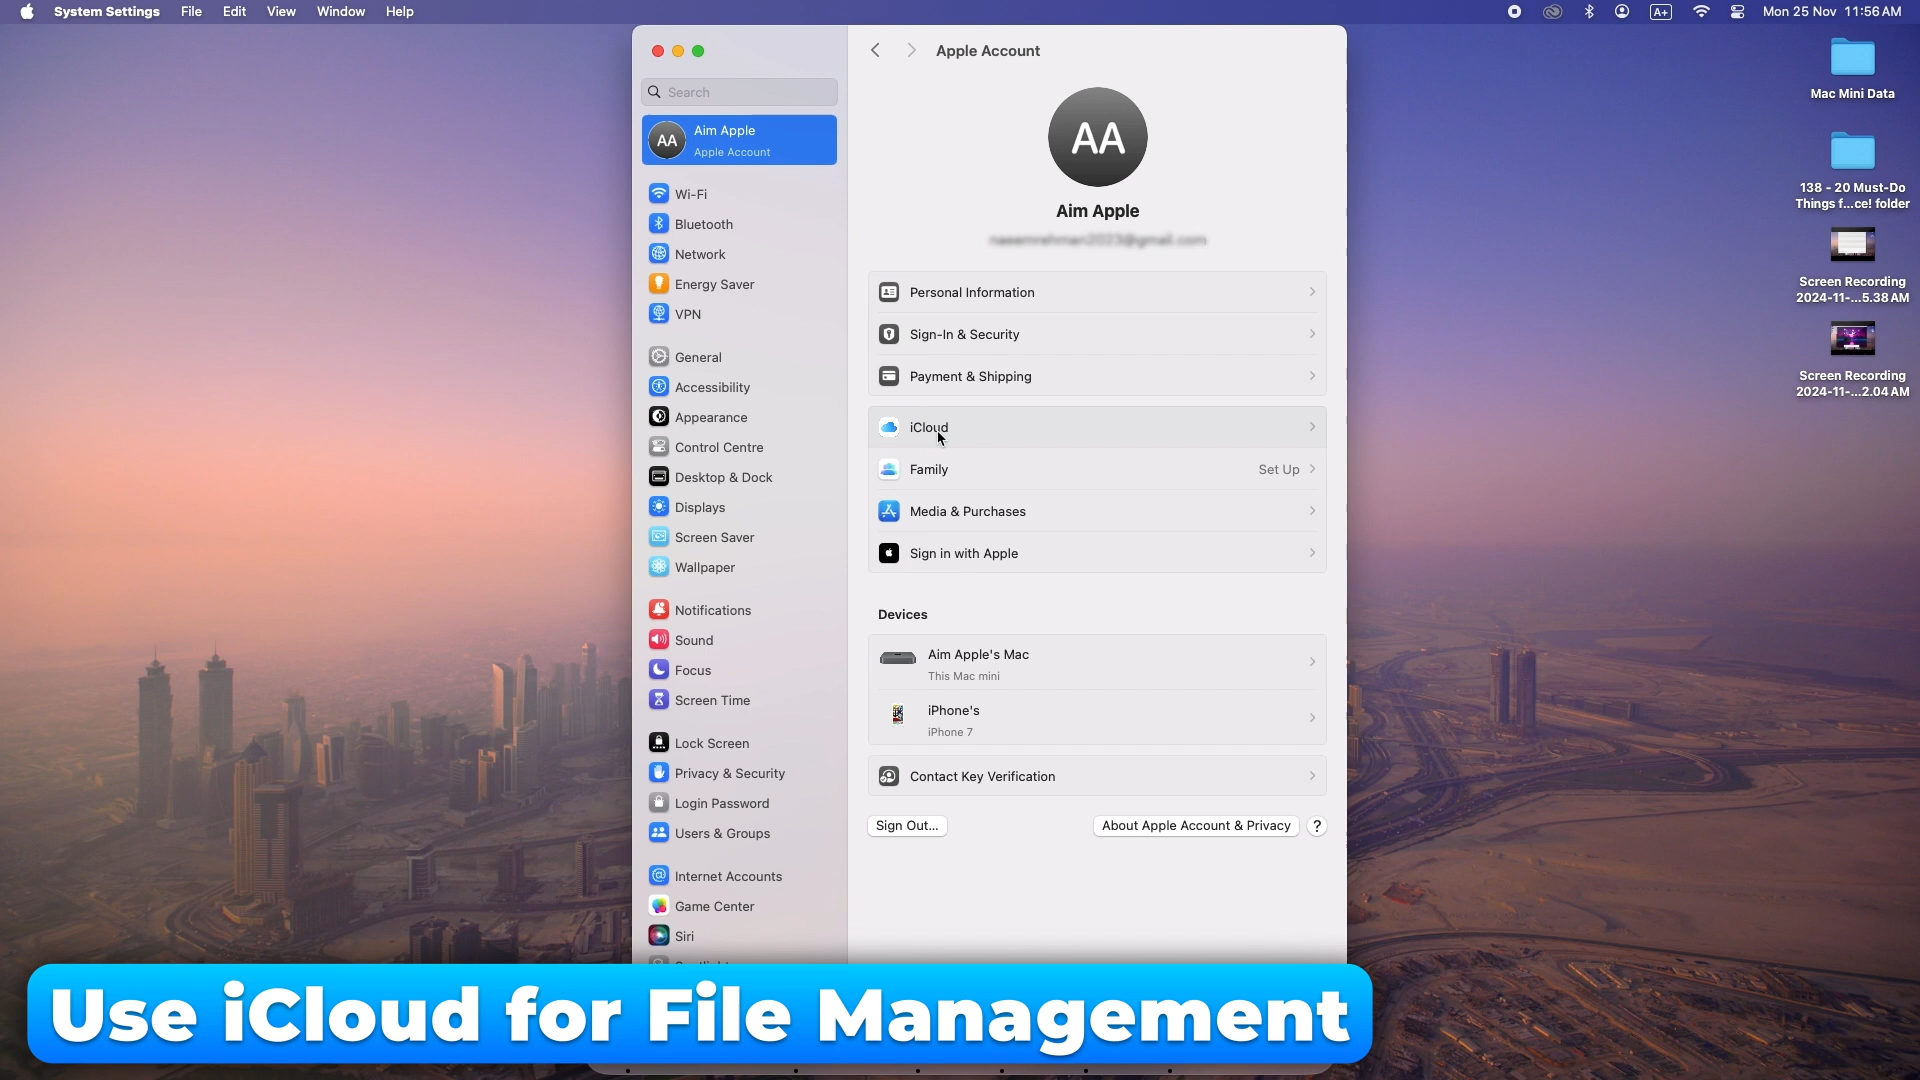 System Settings File Edit View Window Help
A+ Mon 25 Nov 11:56 AM
Search
AA Aim Apple
Apple Account
Wi-Fi
Bluetooth
Network
Energy Saver
VPN
General
Accessibility
Appearance
Control Centre
Desktop & Dock
Displays
Screen Saver
Wallpaper
Notifications
Sound
Focus
Screen Time
Lock Screen
Privacy & Security
Login Password
Users & Groups
Internet Accounts
Game Center
Siri
Apple Account
AA
Aim Apple
Personal Information
Sign-In & Security
Payment & Shipping
iCloud
Family Set Up
Media & Purchases
Sign in with Apple
Devices
Aim Apple's Mac
This Mac mini
iPhone's
iPhone 7
Contact Key Verification
Sign Out... About Apple Account & Privacy ?
Mac Mini Data
138 - 20 Must-Do
Things f...ce! folder
Screen Recording
2024-11-...5.38 AM
Screen Recording
2024-11-...2.04 AM
Use iCloud for File Management